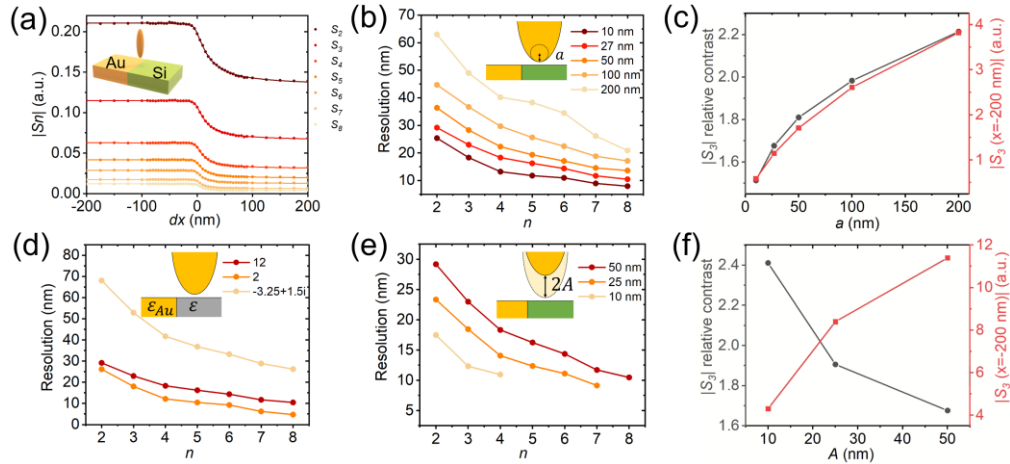 (a)
|Sn| (a.u.)
0.20
0.15
0.10
0.05
0.00
-200
-100
0
100
200
dx (nm)
Au
Si
S2
S3
S4
S5
S6
S7
S8
(b)
Resolution (nm)
70
60
50
40
30
20
10
2
3
4
5
6
7
8
n
a
10 nm
27 nm
50 nm
100 nm
200 nm
(c)
|S3| relative contrast
2.2
2.0
1.8
1.6
0
50
100
150
200
a (nm)
4
3
2
1
|S3 (x=-200 nm)| (a.u.)
(d)
Resolution (nm)
80
70
60
50
40
30
20
10
0
2
3
4
5
6
7
8
n
εAu
ε
12
2
-3.25+1.5i
(e)
Resolution (nm)
30
25
20
15
10
5
0
2
3
4
5
6
7
8
n
2A
50 nm
25 nm
10 nm
(f)
|S3| relative contrast
2.4
2.2
2.0
1.8
1.6
10
20
30
40
50
A (nm)
12
10
8
6
4
|S3 (x=-200 nm)| (a.u.)